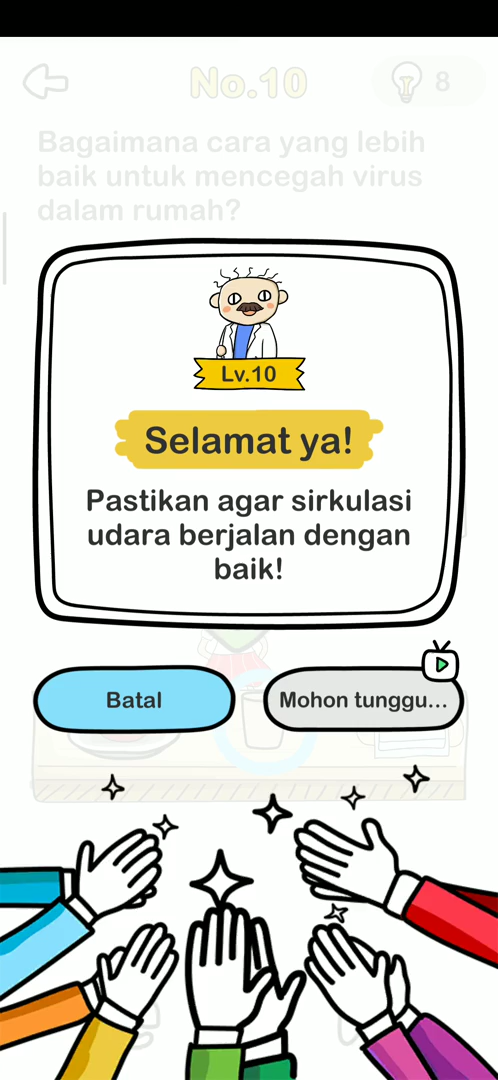 No.10
8
Bagaimana cara yang lebih
baik untuk mencegah virus
dalam rumah?
Lv.10
Selamat ya!
Pastikan agar sirkulasi
udara berjalan dengan
baik!
Batal
Mohon tunggu...